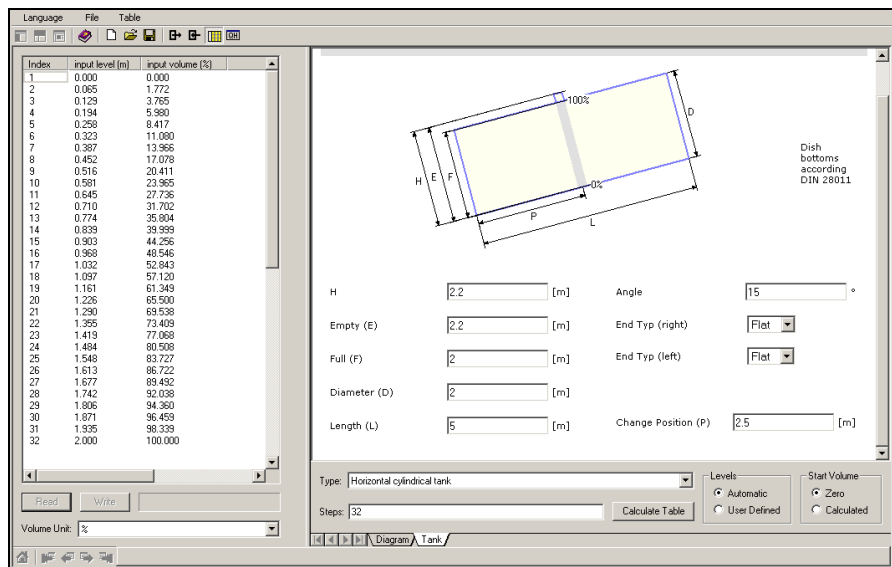 Language File Table
Index input level (m) input volume (%)
1 0.000 0.000
2 0.065 1.772
3 0.129 3.765
4 0.194 5.980
5 0.258 8.417
6 0.323 11.080
7 0.387 13.966
8 0.452 17.078
9 0.516 20.411
10 0.581 23.965
11 0.645 27.736
12 0.710 31.702
13 0.774 35.804
14 0.839 39.999
15 0.903 44.256
16 0.968 48.546
17 1.032 52.843
18 1.097 57.120
19 1.161 61.349
20 1.226 65.500
21 1.290 69.538
22 1.355 73.409
23 1.419 77.068
24 1.484 80.508
25 1.548 83.727
26 1.613 86.722
27 1.677 89.492
28 1.742 92.038
29 1.806 94.360
30 1.871 96.459
31 1.935 98.339
32 2.000 100.000
Read Write
Volume Unit: %
100%
D
H E F
0%
P
L
Dish
bottoms
according
DIN 28011
H 2.2 [m] Angle 15 °
Empty (E) 2.2 [m] End Typ (right) Flat
Full (F) 2 [m] End Typ (left) Flat
Diameter (D) 2 [m]
Length (L) 5 [m] Change Position (P) 2.5 [m]
Type: Horizontal cylindrical tank
Steps: 32 Calculate Table
Levels
Automatic
User Defined
Start Volume
Zero
Calculated
Diagram Tank